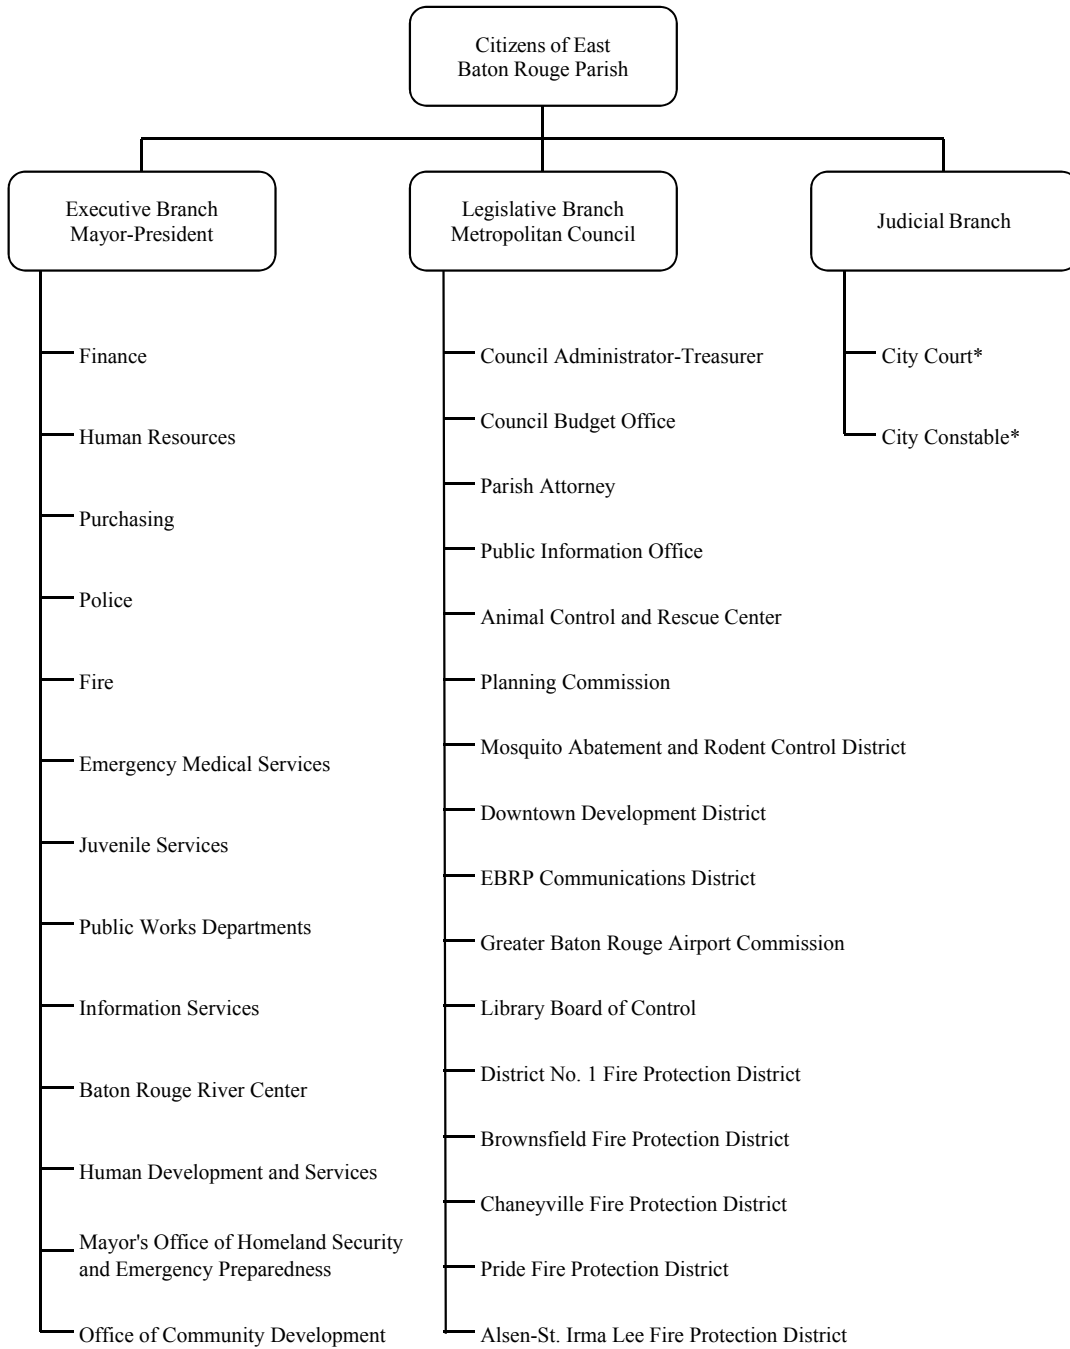 Citizens of East
Baton Rouge Parish
Executive Branch
Mayor-President
Legislative Branch
Metropolitan Council
Judicial Branch
Finance
Human Resources
Purchasing
Police
Fire
Emergency Medical Services
Juvenile Services
Public Works Departments
Information Services
Baton Rouge River Center
Human Development and Services
Mayor's Office of Homeland Security
and Emergency Preparedness
Office of Community Development
Council Administrator-Treasurer
Council Budget Office
Parish Attorney
Public Information Office
Animal Control and Rescue Center
Planning Commission
Mosquito Abatement and Rodent Control District
Downtown Development District
EBRP Communications District
Greater Baton Rouge Airport Commission
Library Board of Control
District No. 1 Fire Protection District
Brownsfield Fire Protection District
Chaneyville Fire Protection District
Pride Fire Protection District
Alsen-St. Irma Lee Fire Protection District
City Court*
City Constable*